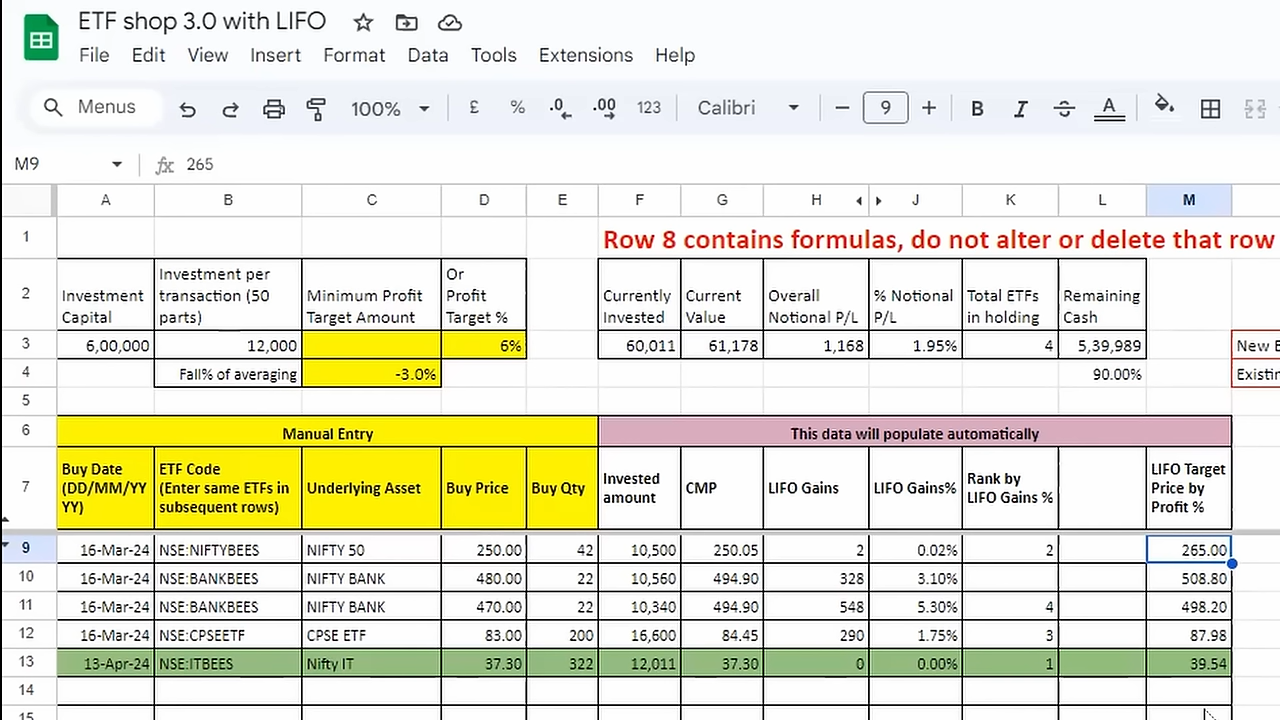 ETF shop 3.0 with LIFO
File Edit View Insert Format Data Tools Extensions Help
Menus 100% £ % .0 .00 123 Calibri 9 B I A
M9 fx 265
A B C D E F G H J K L M
1 Row 8 contains formulas, do not alter or delete that row
2 Investment Capital Investment per transaction (50 parts) Minimum Profit Target Amount Or Profit Target % Currently Invested Current Value Overall Notional P/L % Notional P/L Total ETFs in holding Remaining Cash
3 6,00,000 12,000 6% 60,011 61,178 1,168 1.95% 4 5,39,989 New
4 Fall% of averaging -3.0% 90.00%
5
6 Manual Entry This data will populate automatically
7 Buy Date (DD/MM/YYYY) ETF Code (Enter same ETFs in subsequent rows) Underlying Asset Buy Price Buy Qty Invested amount CMP LIFO Gains LIFO Gains% Rank by LIFO Gains % LIFO Target Price by Profit %
9 16-Mar-24 NSE:NIFTYBEES NIFTY 50 250.00 42 10,500 250.05 2 0.02% 2 265.00
10 16-Mar-24 NSE:BANKBEES NIFTY BANK 480.00 22 10,560 494.90 328 3.10% 508.80
11 16-Mar-24 NSE:BANKBEES NIFTY BANK 470.00 22 10,340 494.90 548 5.30% 4 498.20
12 16-Mar-24 NSE:CPSEETF CPSE ETF 83.00 200 16,600 84.45 290 1.75% 3 87.98
13 13-Apr-24 NSE:ITBEES Nifty IT 37.30 322 12,011 37.30 0 0.00% 1 39.54
14
15